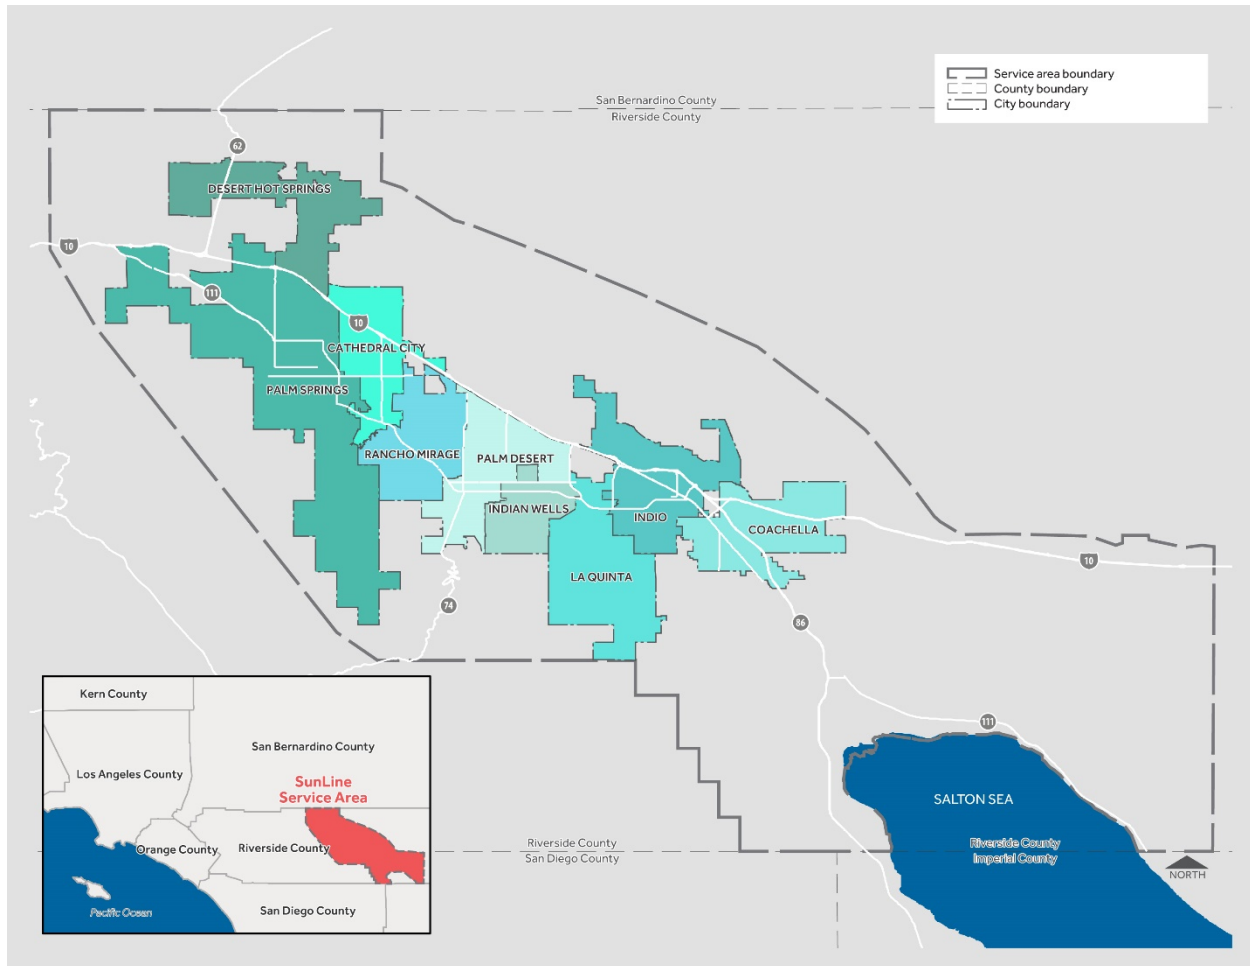 Service area boundary
County boundary
City boundary
San Bernardino County
Riverside County
62
DESERT HOT SPRINGS
10
111
10
CATHEDRAL CITY
PALM SPRINGS
RANCHO MIRAGE
PALM DESERT
INDIAN WELLS
INDIO
COACHELLA
10
LA QUINTA
74
86
111
SALTON SEA
Riverside County
San Diego County
Riverside County
Imperial County
NORTH
Kern County
San Bernardino County
Los Angeles County
SunLine
Service Area
Orange County
Riverside County
San Diego County
Pacific Ocean